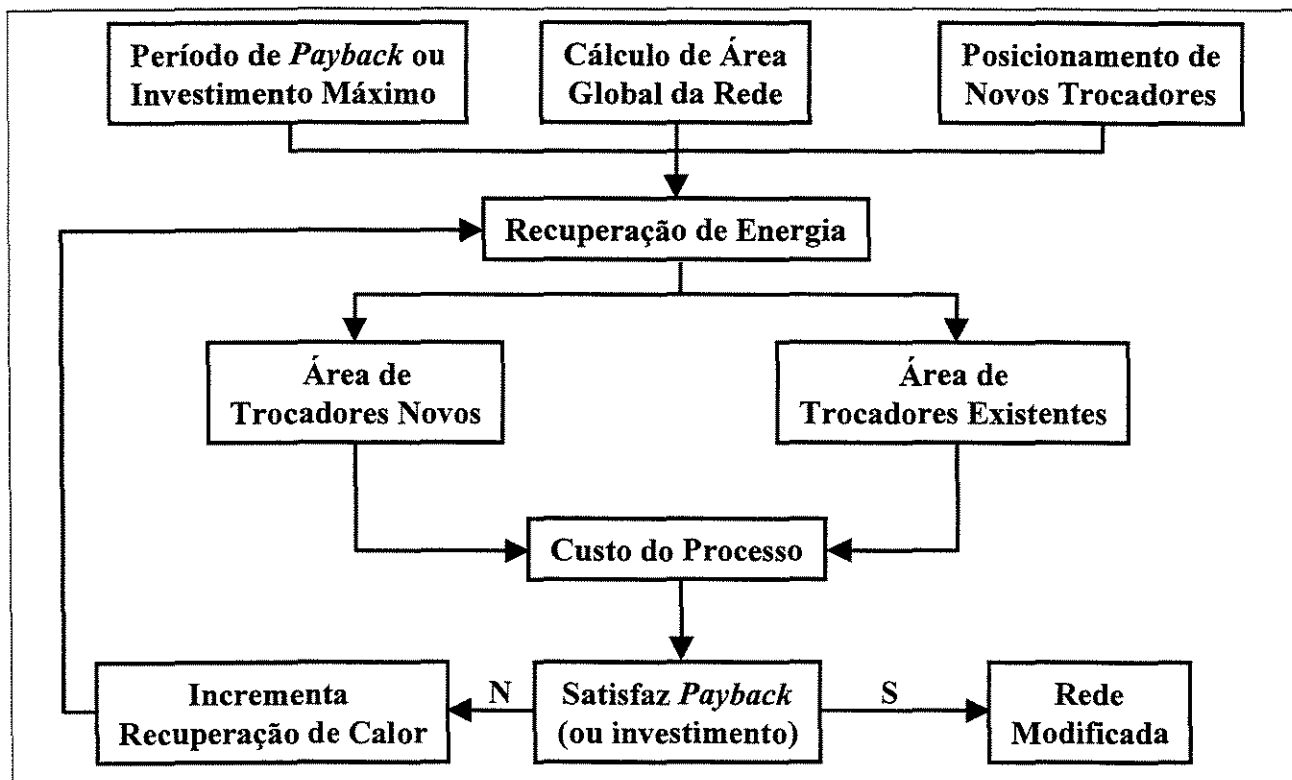 Período de Payback ou
Investimento Máximo
Cálculo de Área
Global da Rede
Posicionamento de
Novos Trocadores
Recuperação de Energia
Área de
Trocadores Novos
Área de
Trocadores Existentes
Custo do Processo
Incrementa
Recuperação de Calor
N
Satisfaz Payback
(ou investimento)
S
Rede
Modificada